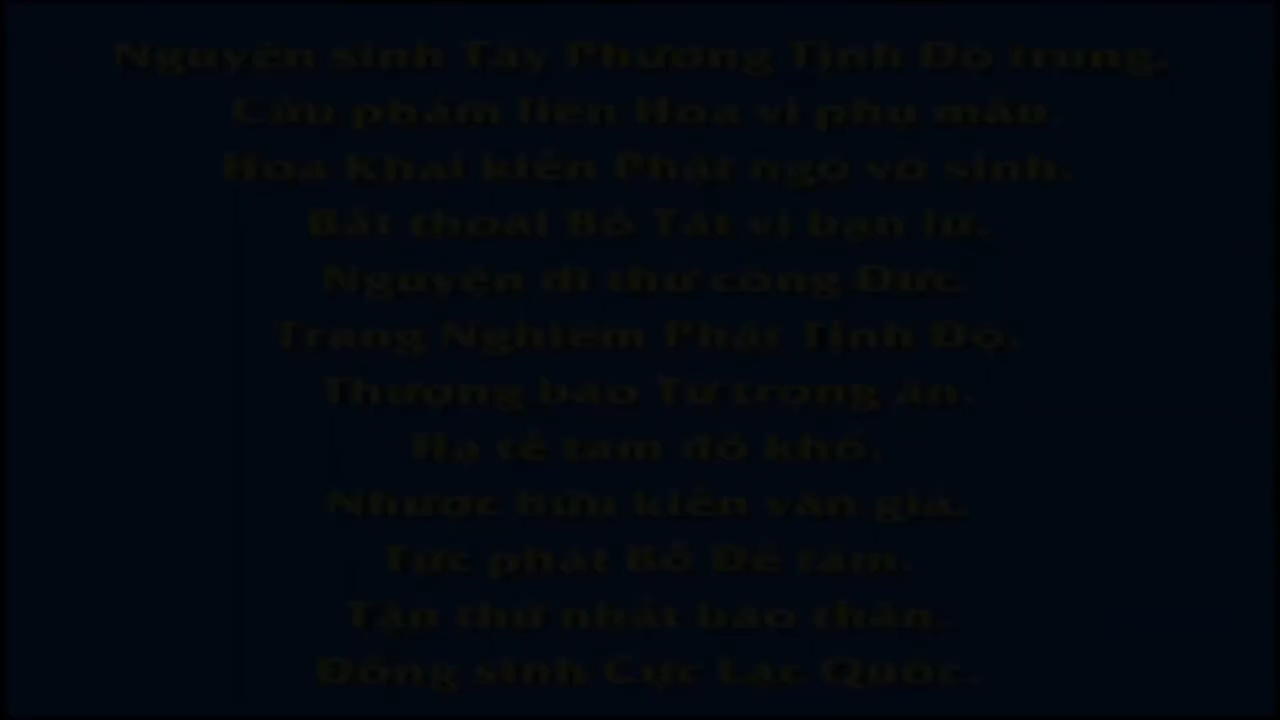 Nguyện sinh Tây Phương Tịnh Độ trung.
Cửu phẩm liên Hoa vi phụ mẫu.
Hoa Khai kiến Phật ngộ vô sinh.
Bất thoái Bồ Tát vi bạn lữ.
Nguyện dĩ thử công Đức.
Trang Nghiêm Phật Tịnh Độ.
Thượng báo Tứ trọng ân.
Hạ tế tam đồ khổ.
Nhược hữu kiến văn giả.
Tức phát Bồ Đề tâm.
Tận thử nhất báo thân.
Đồng sinh Cực Lạc Quốc.